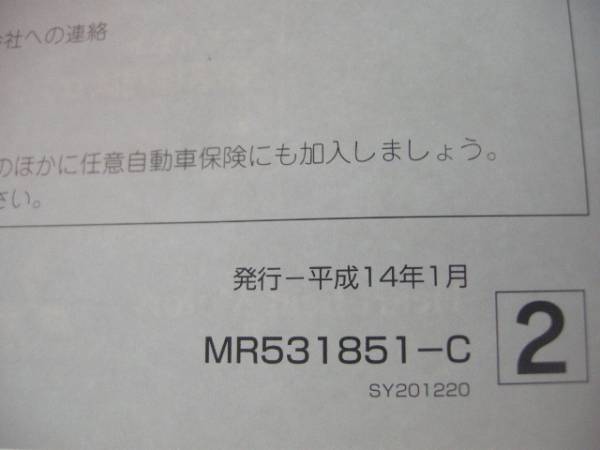 会社への連絡
のほかに任意自動車保険にも加入しましょう。
さい。
発行－平成14年1月
MR531851－C
2
SY201220